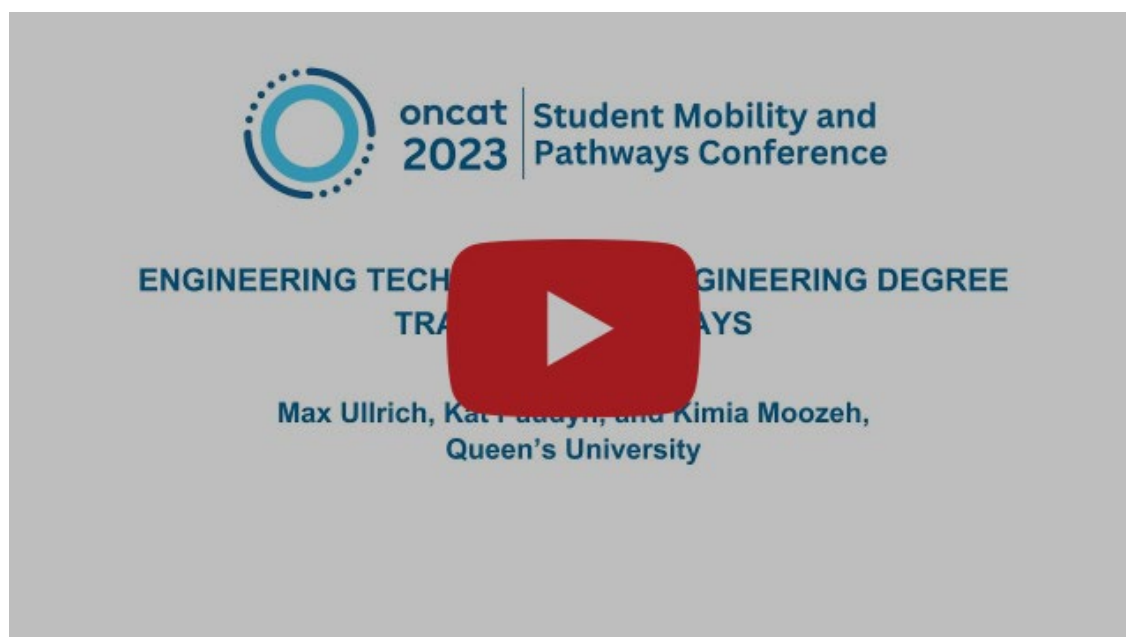 oncat
2023
Student Mobility and
Pathways Conference
ENGINEERING TECH GINEERING DEGREE
TRA AYS
Max Ullrich, and Kimia Moozeh,
Queen's University